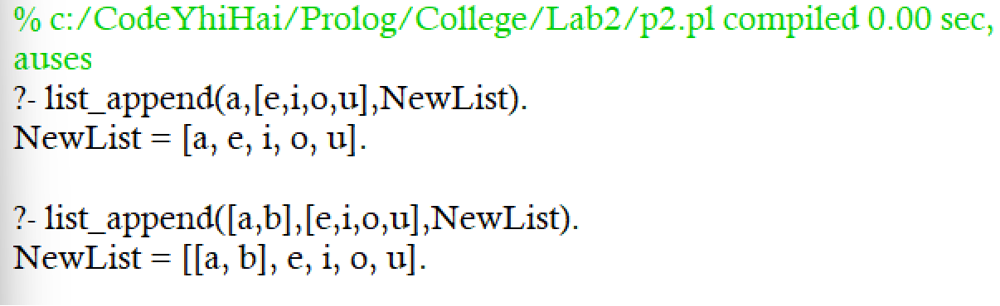 % c:/CodeYhiHai/Prolog/College/Lab2/p2.pl compiled 0.00 sec,
auses
?- list_append(a,[e,i,o,u],NewList).
NewList = [a, e, i, o, u].
?- list_append([a,b],[e,i,o,u],NewList).
NewList = [[a, b], e, i, o, u].